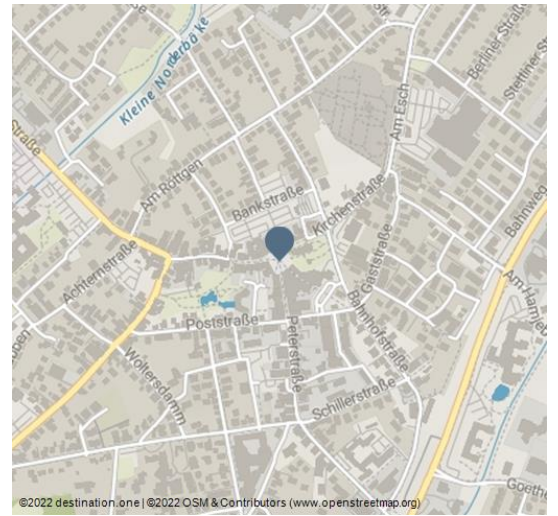 Kleine Norderbäke
Am Esch
Berliner Straße
Stettiner Straße
Straße
Am Röttgen
Bankstraße
Kirchenstraße
Bahnweg
Achternstraße
Gaststraße
Am Hamjebusch
Poststraße
Peterstraße
Bahnhofstraße
Woltersdamm
Schillerstraße
Goethe
©2022 destination.one | ©2022 OSM & Contributors (www.openstreetmap.org)